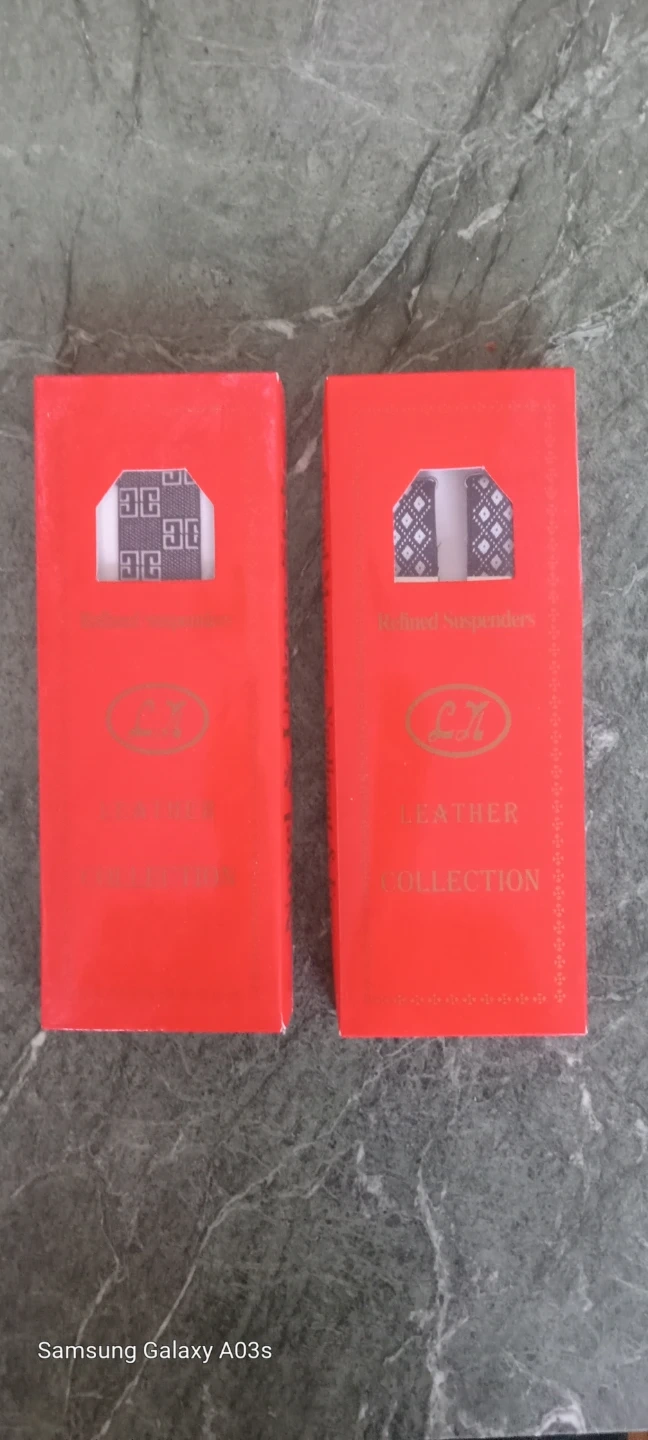 Refined Suspenders
LEATHER
COLLECTION
Refined Suspenders
LEATHER
COLLECTION
Samsung Galaxy A03s